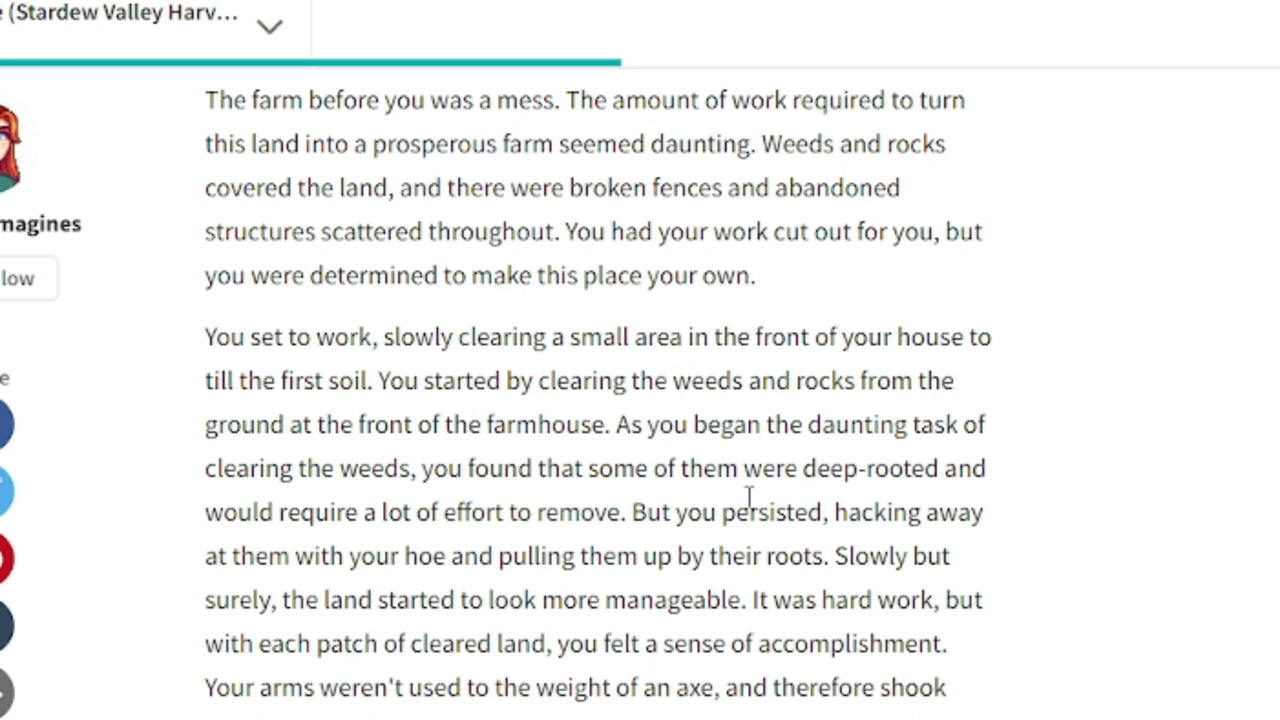 (Stardew Valley Harv...
The farm before you was a mess. The amount of work required to turn
this land into a prosperous farm seemed daunting. Weeds and rocks
covered the land, and there were broken fences and abandoned
magines
structures scattered throughout. You had your work cut out for you, but
low
you were determined to make this place your own.
You set to work, slowly clearing a small area in the front of your house to
e
till the first soil. You started by clearing the weeds and rocks from the
ground at the front of the farmhouse. As you began the daunting task of
clearing the weeds, you found that some of them were deep-rooted and
would require a lot of effort to remove. But you persisted, hacking away
at them with your hoe and pulling them up by their roots. Slowly but
surely, the land started to look more manageable. It was hard work, but
with each patch of cleared land, you felt a sense of accomplishment.
Your arms weren't used to the weight of an axe, and therefore shook